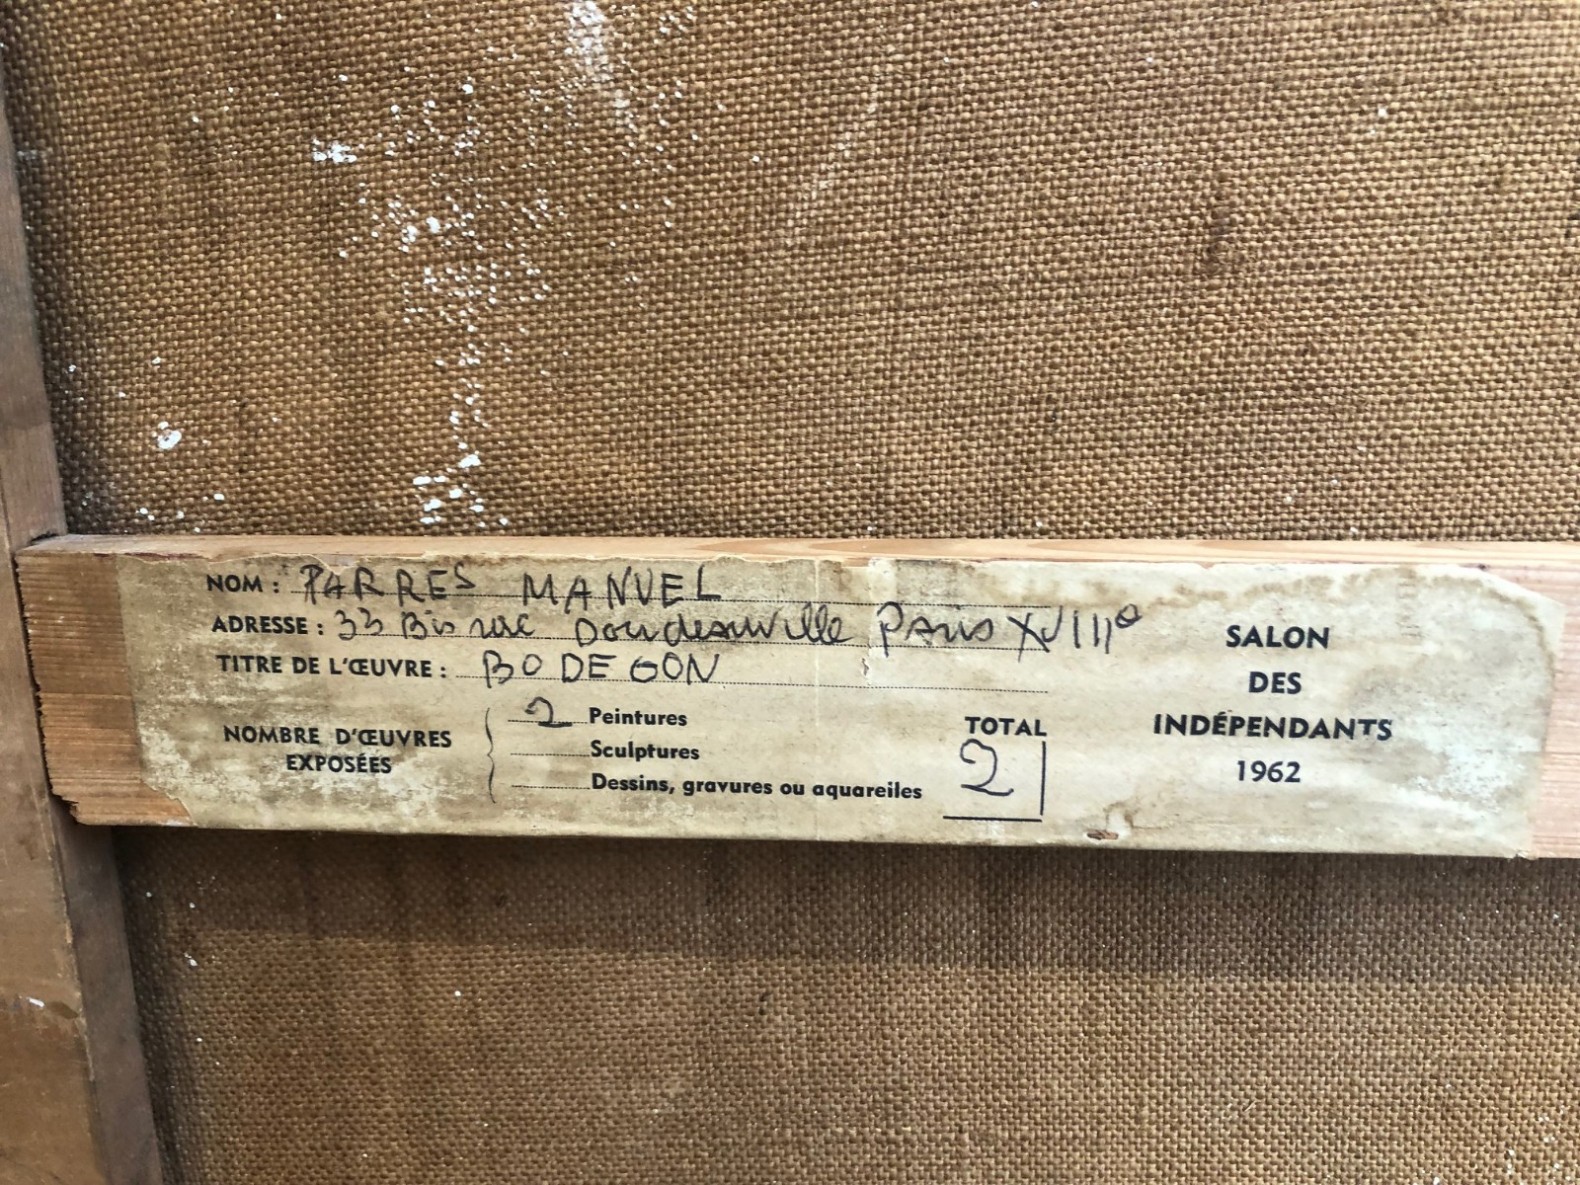 NOM : PARRES MANUEL
ADRESSE : 33 Bis rue Doudeauville Paris XVIIIe
TITRE DE L'ŒUVRE : BODEGON
NOMBRE D'ŒUVRES
EXPOSÉES
2 Peintures
Sculptures
Dessins, gravures ou aquarelles
TOTAL
2
SALON
DES
INDÉPENDANTS
1962